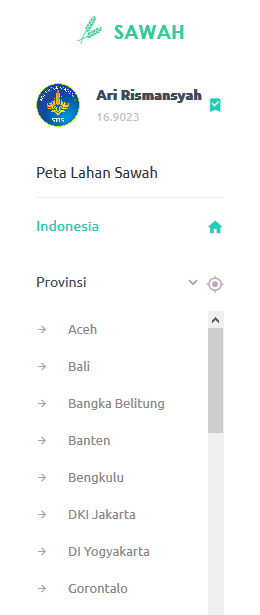 SAWAH
Ari Rismansyah
16.9023
Peta Lahan Sawah
Indonesia
Provinsi
Aceh
Bali
Bangka Belitung
Banten
Bengkulu
DKI Jakarta
DI Yogyakarta
Gorontalo